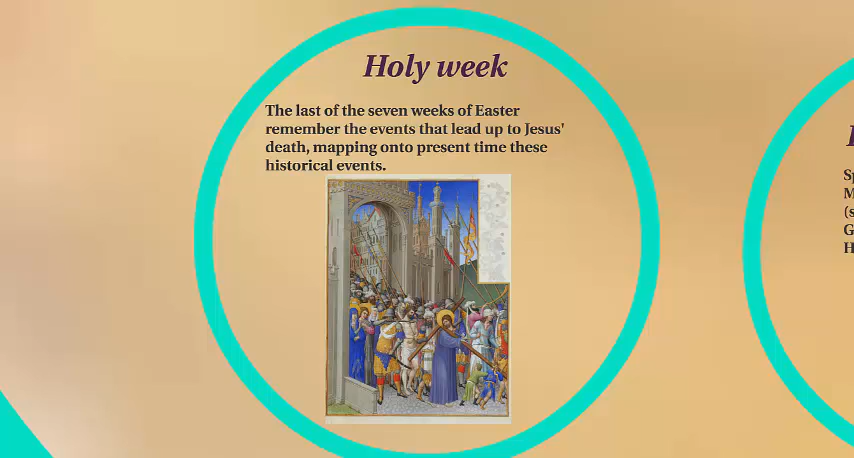 Holy week
The last of the seven weeks of Easter
remember the events that lead up to Jesus'
death, mapping onto present time these
historical events.